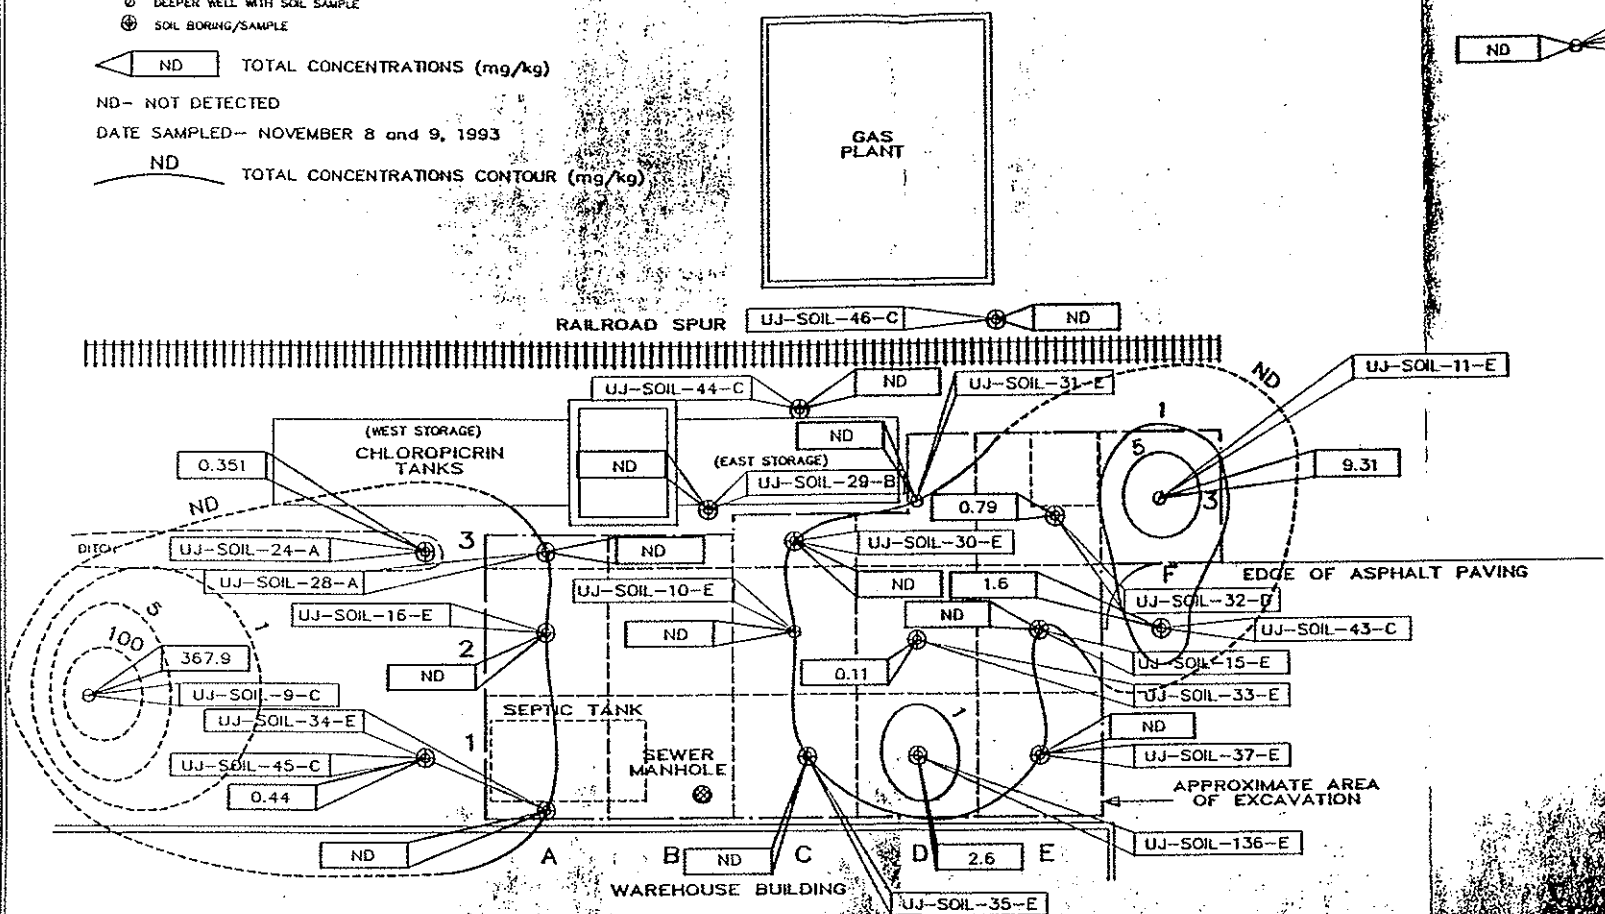 DEEPER WELL WITH SOIL SAMPLE
SOIL BORING/SAMPLE
ND TOTAL CONCENTRATIONS (mg/kg)
ND- NOT DETECTED
DATE SAMPLED- NOVEMBER 8 and 9, 1993
ND TOTAL CONCENTRATIONS CONTOUR (mg/kg)
GAS
PLANT
ND
RAILROAD SPUR
UJ-SOIL-46-C
ND
UJ-SOIL-44-C
ND
UJ-SOIL-31-E
ND
UJ-SOIL-11-E
(WEST STORAGE)
CHLOROPICRIN
TANKS
ND
ND
(EAST STORAGE)
UJ-SOIL-29-B
1
5
3
9.31
0.351
ND
0.79
UJ-SOIL-24-A
3
ND
UJ-SOIL-30-E
UJ-SOIL-28-A
UJ-SOIL-10-E
ND
1.6
F
EDGE OF ASPHALT PAVING
UJ-SOIL-32-D
5
1
100
UJ-SOIL-16-E
2
ND
ND
ND
UJ-SOIL-43-C
367.9
0.11
UJ-SOIL-15-E
UJ-SOIL-9-C
UJ-SOIL-33-E
UJ-SOIL-34-E
SEPTIC TANK
1
1
ND
UJ-SOIL-45-C
SEWER
MANHOLE
UJ-SOIL-37-E
0.44
APPROXIMATE AREA
OF EXCAVATION
UJ-SOIL-136-E
ND
A
B
ND
C
D
2.6
E
WAREHOUSE BUILDING
UJ-SOIL-35-E